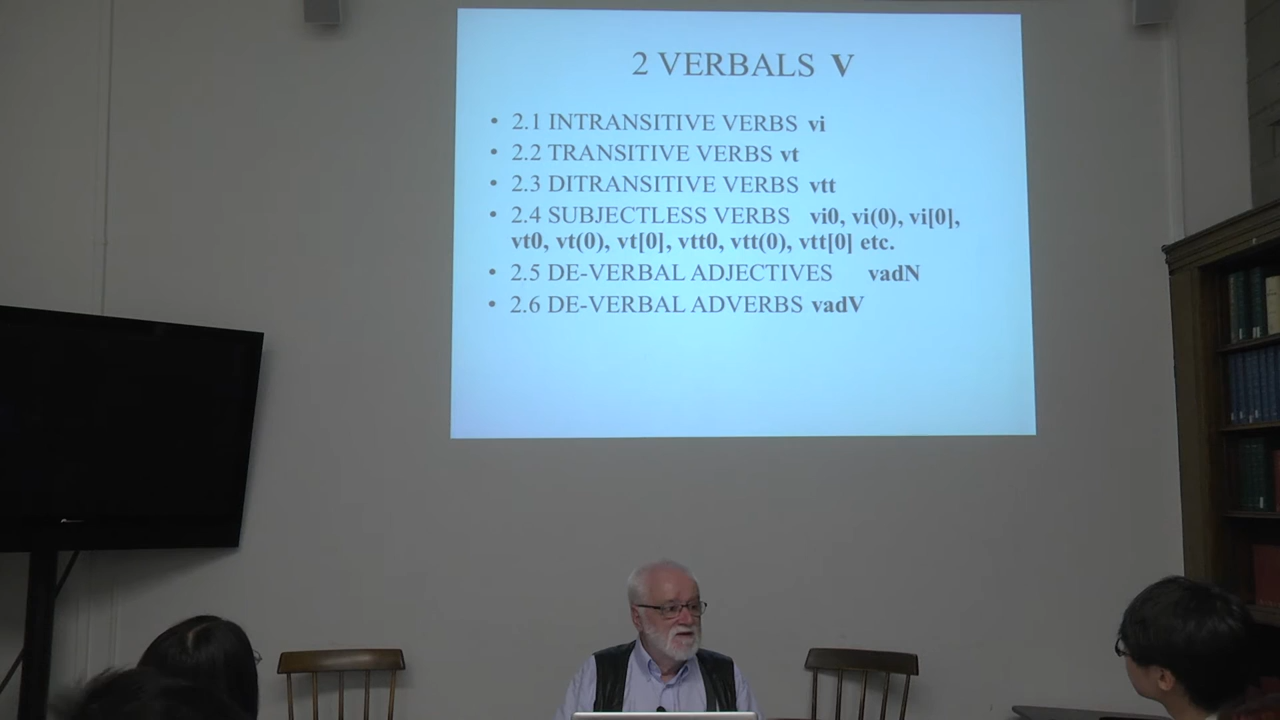 2 VERBALS V
• 2.1 INTRANSITIVE VERBS vi
• 2.2 TRANSITIVE VERBS vt
• 2.3 DITRANSITIVE VERBS vtt
• 2.4 SUBJECTLESS VERBS vi0, vi(0), vi[0],
vt0, vt(0), vt[0], vtt0, vtt(0), vtt[0] etc.
• 2.5 DE-VERBAL ADJECTIVES vadN
• 2.6 DE-VERBAL ADVERBS vadV